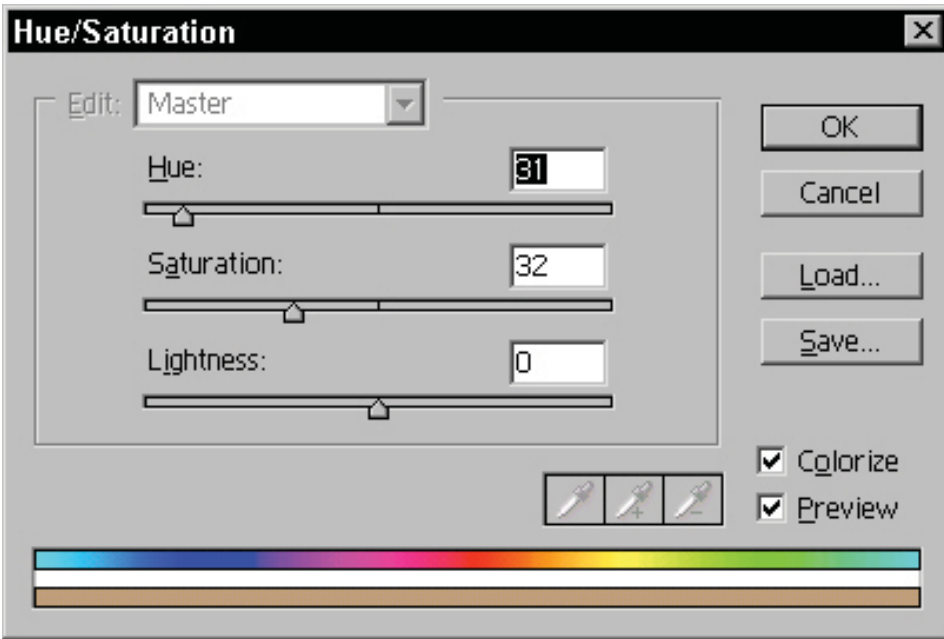 Hue/Saturation
Edit: Master
OK
Hue: 31
Cancel
Saturation: 32
Load...
Save...
Lightness: 0
Colorize
Preview